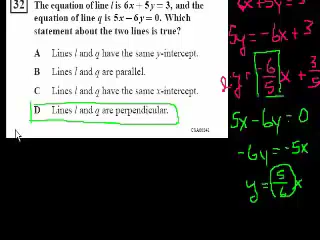 32 The equation of line l is 6x + 5y = 3, and the
equation of line q is 5x − 6y = 0. Which
statement about the two lines is true?
A Lines l and q have the same y-intercept.
B Lines l and q are parallel.
C Lines l and q have the same x-intercept.
D Lines l and q are perpendicular.
6x + 5y = 3
5y = -6x + 3
l: y = -6/5 x + 3/5
5x - 6y = 0
-6y = -5x
y = 5/6 x